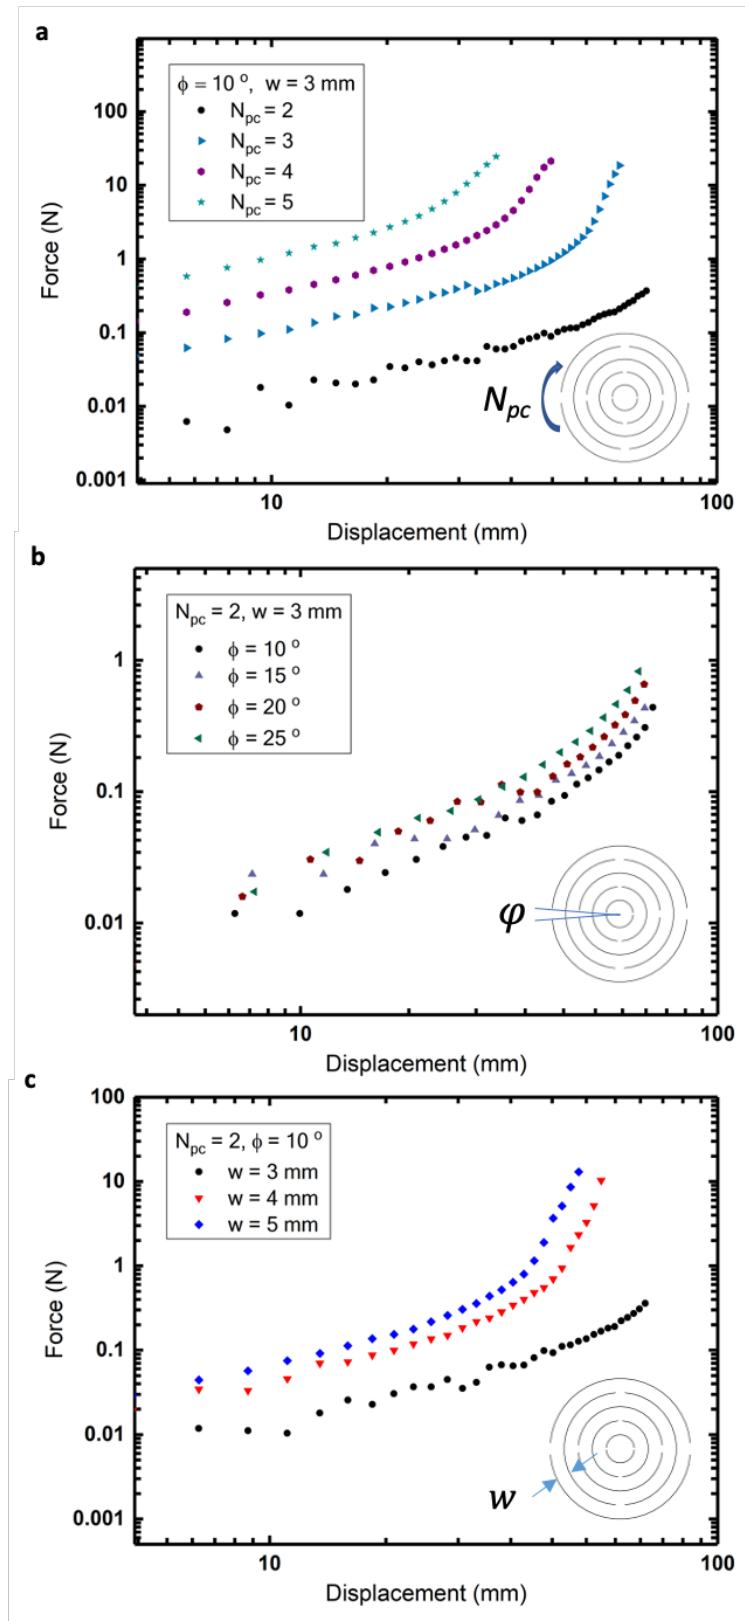 a
ϕ = 10 °, w = 3 mm
N_pc = 2
N_pc = 3
N_pc = 4
N_pc = 5
100
10
1
0.1
0.01
0.001
Force (N)
N_pc
10
100
Displacement (mm)
b
N_pc = 2, w = 3 mm
ϕ = 10 °
ϕ = 15 °
ϕ = 20 °
ϕ = 25 °
1
0.1
0.01
Force (N)
φ
10
100
Displacement (mm)
c
N_pc = 2, ϕ = 10 °
w = 3 mm
w = 4 mm
w = 5 mm
100
10
1
0.1
0.01
0.001
Force (N)
w
10
100
Displacement (mm)